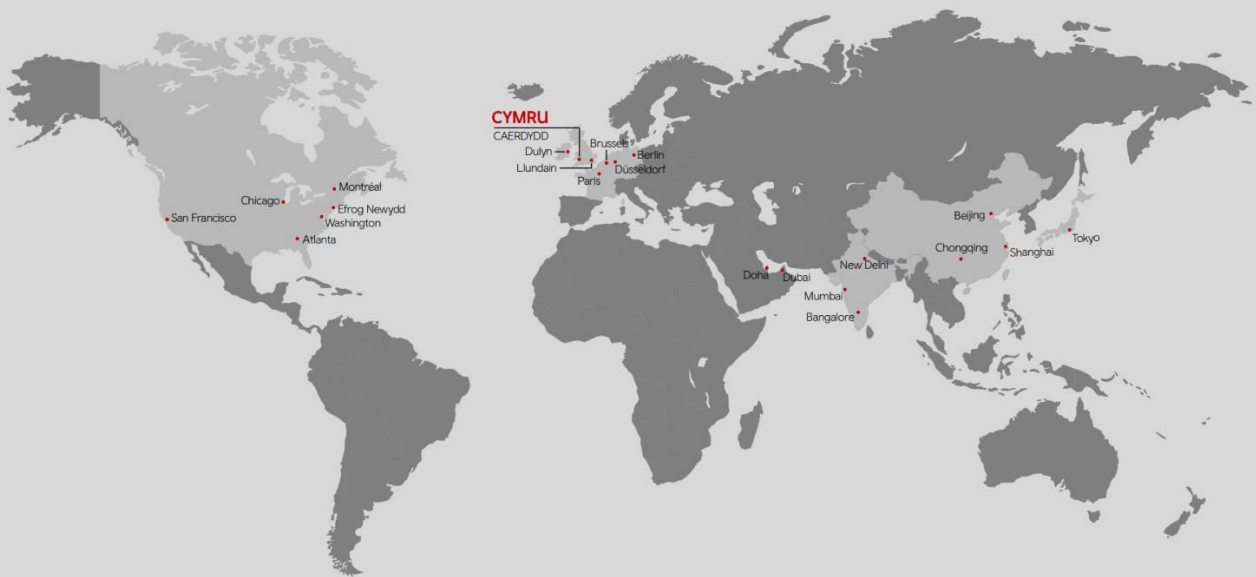 CYMRU
CAERDYDD
Dulyn
Llundain
Brussels
Berlin
Düsseldorf
Paris
Montréal
Chicago
Efrog Newydd
San Francisco
Washington
Atlanta
Beijing
Tokyo
Chongqing
Shanghai
New Delhi
Doha
Dubai
Mumbai
Bangalore